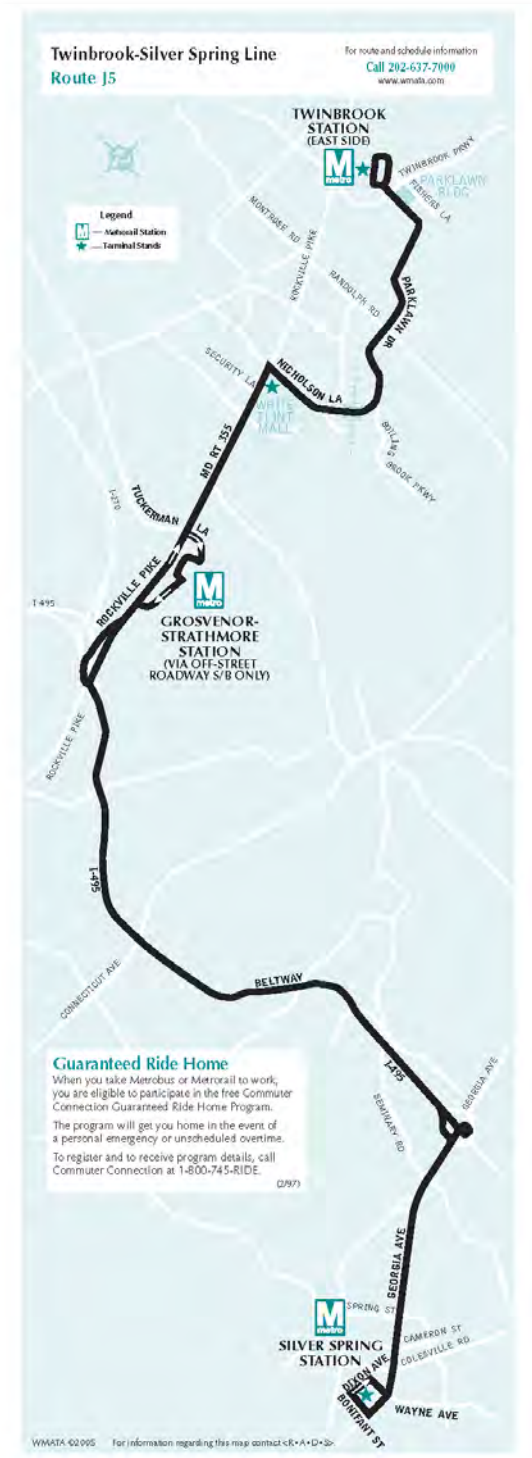 Twinbrook-Silver Spring Line
Route J5
For route and schedule information
Call 202-637-7000
www.wmata.com
TWINBROOK
STATION
(EAST SIDE)
M
metro
TWINBROOK PKWY
FISHERS LA
PARKLAWN
BLDG
Legend
M — Metrorail Station
★ — Terminal Stands
MONTROSE RD
ROCKVILLE PIKE
RANDOLPH RD
PARKLAWN DR
SECURITY LA
NICHOLSON LA
WHITE
FLINT
MALL
BOILING
BROOK PKWY
MD RT 355
I-270
TUCKERMAN LA
I-495
ROCKVILLE PIKE
M
metro
GROSVENOR-
STRATHMORE
STATION
(VIA OFF-STREET
ROADWAY S/B ONLY)
ROCKVILLE PIKE
I-495
CONNECTICUT AVE
BELTWAY
I-495
GEORGIA AVE
SEMINARY RD
Guaranteed Ride Home
When you take Metrobus or Metrorail to work,
you are eligible to participate in the free Commuter
Connection Guaranteed Ride Home Program.
The program will get you home in the event of
a personal emergency or unscheduled overtime.
To register and to receive program details, call
Commuter Connection at 1-800-745-RIDE.
(2/97)
GEORGIA AVE
M
metro
SPRING ST
SILVER SPRING
STATION
CAMERON ST
COLESVILLE RD
DIXON AVE
WAYNE AVE
BONIFANT ST
WMATA ©2005 For information regarding this map contact <R•A•D•S>